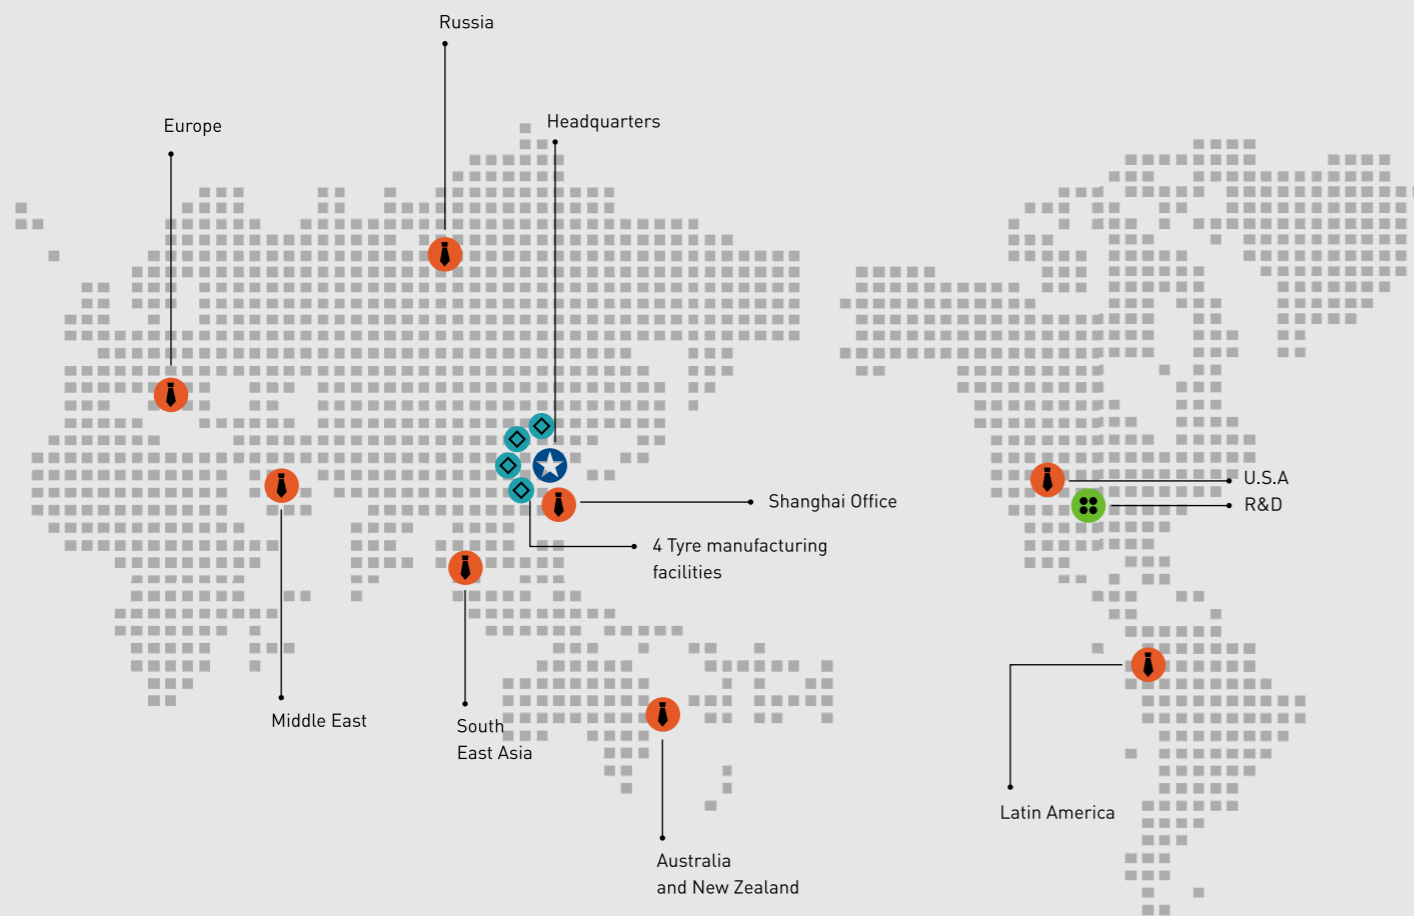 Russia
Europe
Headquarters
U.S.A
Shanghai Office
R&D
4 Tyre manufacturing
facilities
Middle East
South
East Asia
Latin America
Australia
and New Zealand